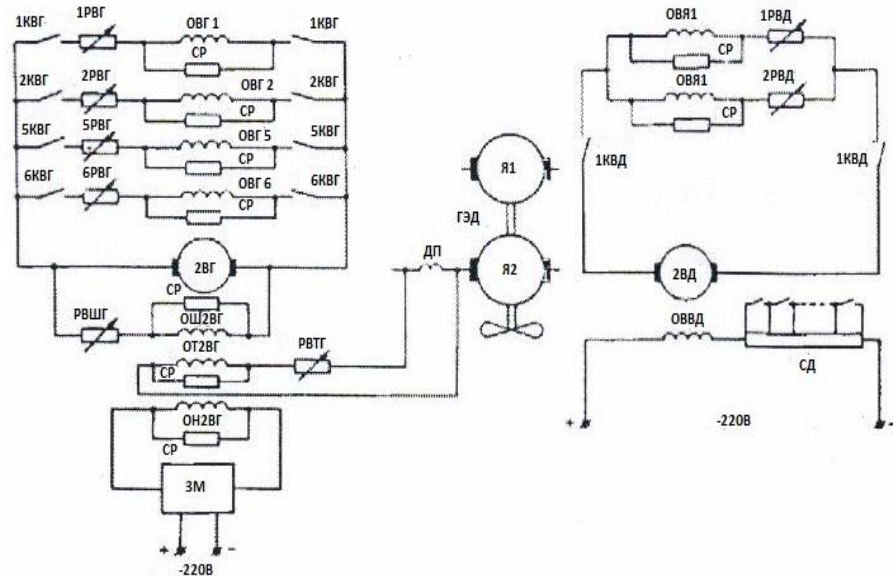 1КВГ 1РВГ ОВГ 1 1КВГ
СР
2КВГ 2РВГ ОВГ 2 2КВГ
СР
5КВГ 5РВГ ОВГ 5 5КВГ
СР
6КВГ 6РВГ ОВГ 6 6КВГ
СР
2ВГ
СР
РВШГ ОШ2ВГ
ОТ2ВГ РВТГ
СР
ОН2ВГ
СР
ЗМ
+ -
-220В
Я1
ГЭД
ДП Я2
ОВЯ1 1РВД
СР
ОВЯ1 2РВД
СР
1КВД 1КВД
2ВД
ОВВД
СД
+ -220В -